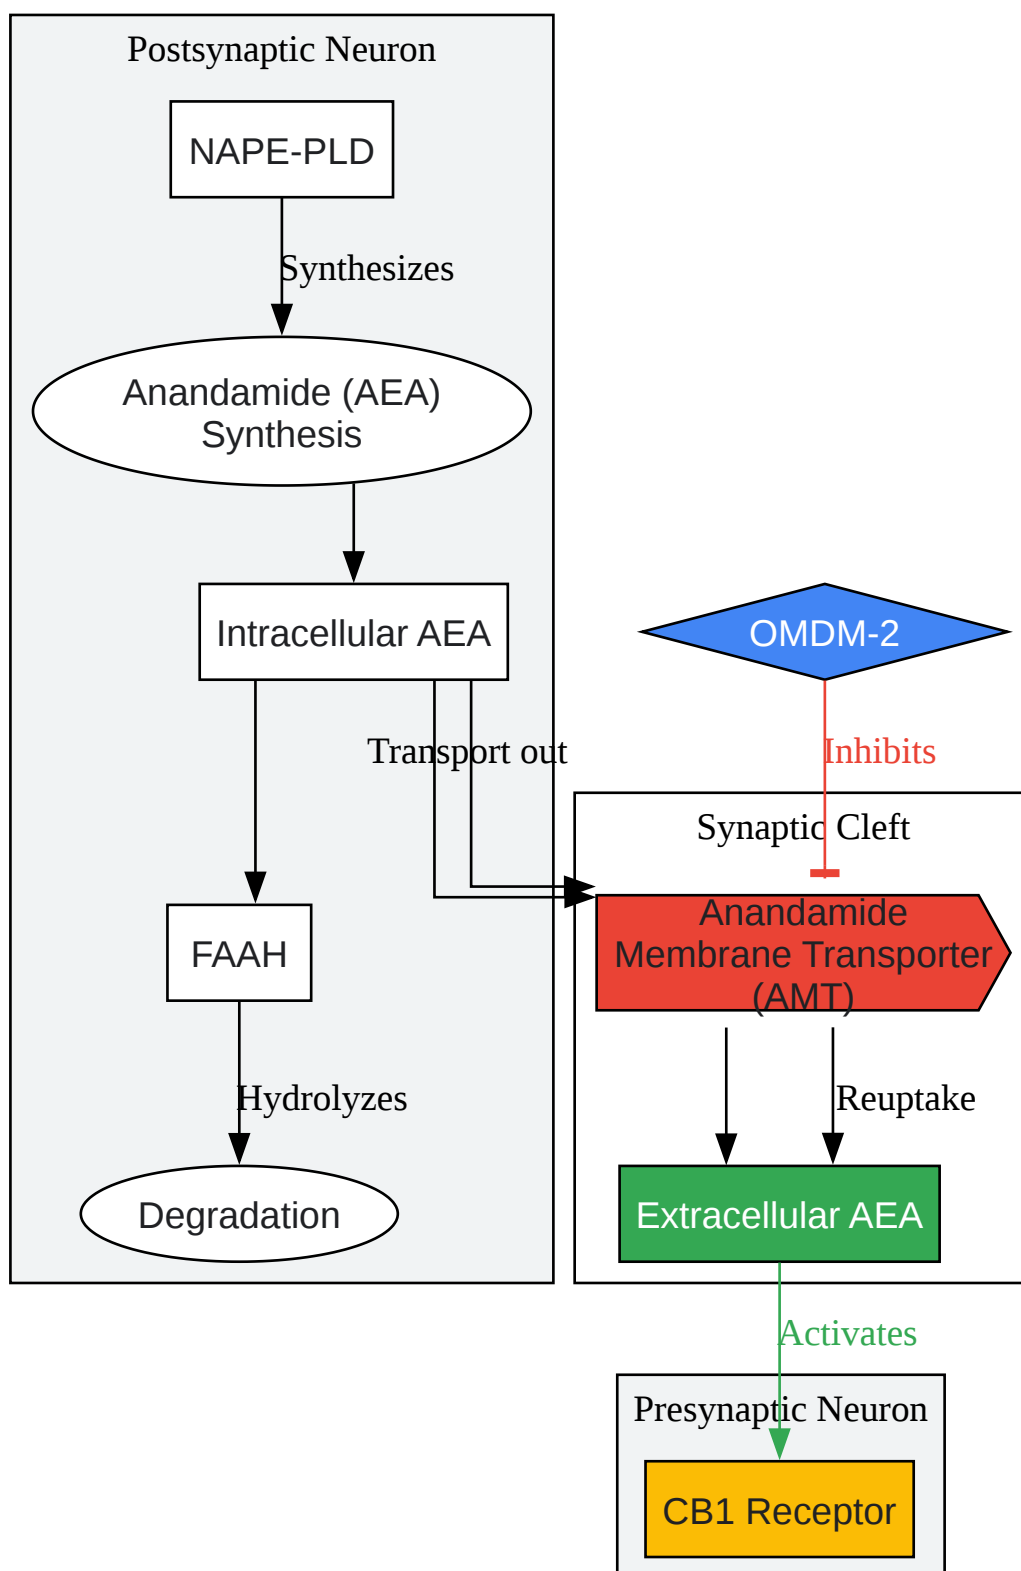 Postsynaptic Neuron
NAPE-PLD
Synthesizes
Anandamide (AEA)
Synthesis
Intracellular AEA
OMDM-2
Transport out
Inhibits
Synaptic Cleft
Anandamide
Membrane Transporter
(AMT)
FAAH
Hydrolyzes
Reuptake
Degradation
Extracellular AEA
Activates
Presynaptic Neuron
CB1 Receptor